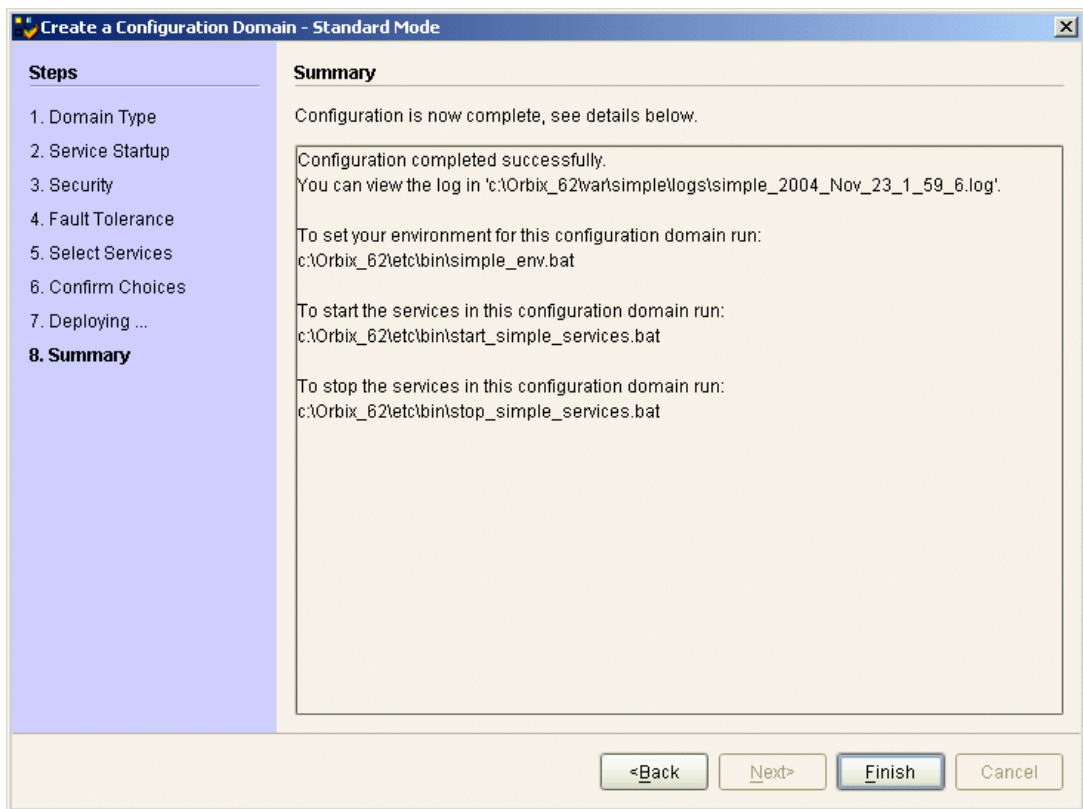 Create a Configuration Domain - Standard Mode
Steps
1. Domain Type
2. Service Startup
3. Security
4. Fault Tolerance
5. Select Services
6. Confirm Choices
7. Deploying ...
8. Summary
Summary
Configuration is now complete, see details below.
Configuration completed successfully.
You can view the log in 'c:\Orbix_62\var\simple\logs\simple_2004_Nov_23_1_59_6.log'.
To set your environment for this configuration domain run:
c:\Orbix_62\etc\bin\simple_env.bat
To start the services in this configuration domain run:
c:\Orbix_62\etc\bin\start_simple_services.bat
To stop the services in this configuration domain run:
c:\Orbix_62\etc\bin\stop_simple_services.bat
<Back Next> Finish Cancel